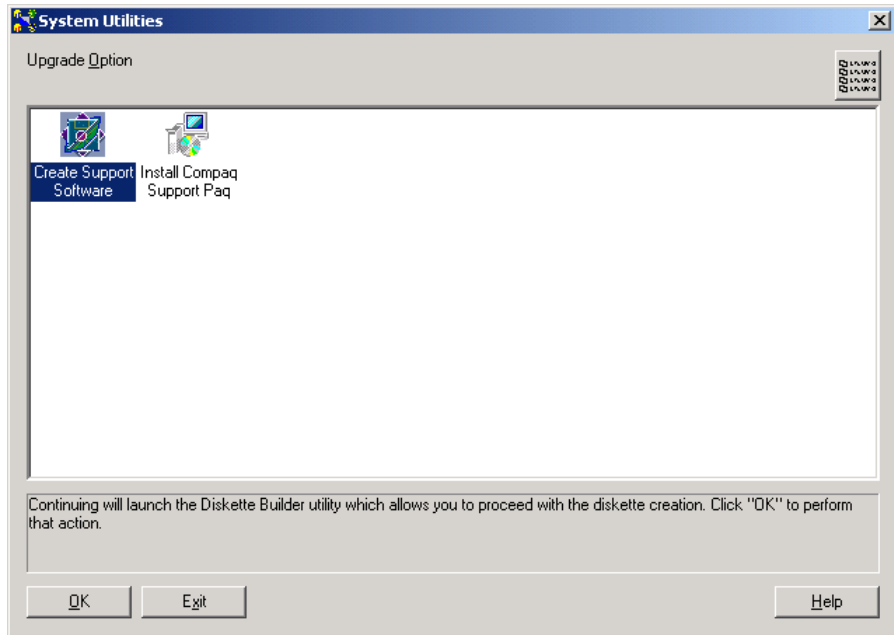 System Utilities
Upgrade Option
Create Support
Software
Install Compaq
Support Paq
Continuing will launch the Diskette Builder utility which allows you to proceed with the diskette creation. Click "OK" to perform
that action.
OK
Exit
Help